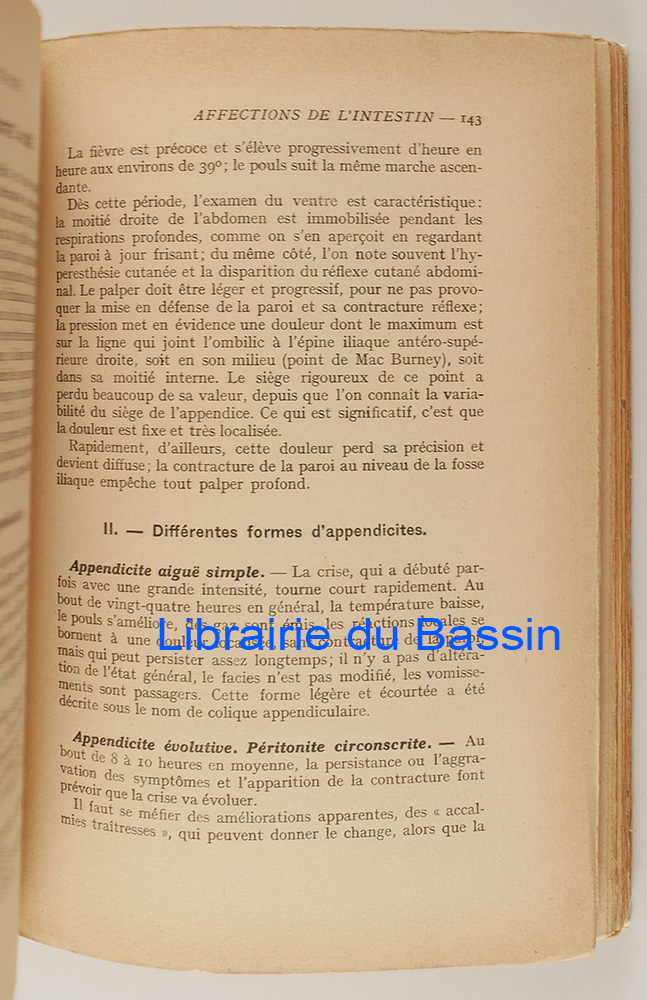 AFFECTIONS DE L'INTESTIN — 143
La fièvre est précoce et s'élève progressivement d'heure en
heure aux environs de 39°; le pouls suit la même marche ascen-
dante.
Dès cette période, l'examen du ventre est caractéristique:
la moitié droite de l'abdomen est immobilisée pendant les
respirations profondes, comme on s'en aperçoit en regardant
la paroi à jour frisant; du même côté, l'on note souvent l'hy-
peresthésie cutanée et la disparition du réflexe cutané abdomi-
nal. Le palper doit être léger et progressif, pour ne pas provo-
quer la mise en défense de la paroi et sa contracture réflexe;
la pression met en évidence une douleur dont le maximum est
sur la ligne qui joint l'ombilic à l'épine iliaque antéro-supé-
rieure droite, soit en son milieu (point de Mac Burney), soit
dans sa moitié interne. Le siège rigoureux de ce point a
perdu beaucoup de sa valeur, depuis que l'on connaît la varia-
bilité du siège de l'appendice. Ce qui est significatif, c'est que
la douleur est fixe et très localisée.
Rapidement, d'ailleurs, cette douleur perd sa précision et
devient diffuse; la contracture de la paroi au niveau de la fosse
iliaque empêche tout palper profond.
II. — Différentes formes d'appendicites.
Appendicite aiguë simple. — La crise, qui a débuté par-
fois avec une grande intensité, tourne court rapidement. Au
bout de vingt-quatre heures en général, la température baisse,
le pouls s'améliore, des gaz sont émis, les réactions locales se
bornent à une douleur localisée, sans contracture de la paroi,
Librairie du Bassin
mais qui peut persister assez longtemps; il n'y a pas d'altéra-
tion de l'état général, le facies n'est pas modifié, les vomisse-
ments sont passagers. Cette forme légère et écourtée a été
décrite sous le nom de colique appendiculaire.
Appendicite évolutive. Péritonite circonscrite. — Au
bout de 8 à 10 heures en moyenne, la persistance ou l'aggra-
vation des symptômes et l'apparition de la contracture font
prévoir que la crise va évoluer.
Il faut se méfier des améliorations apparentes, des « accal-
mies traîtresses », qui peuvent donner le change, alors que la